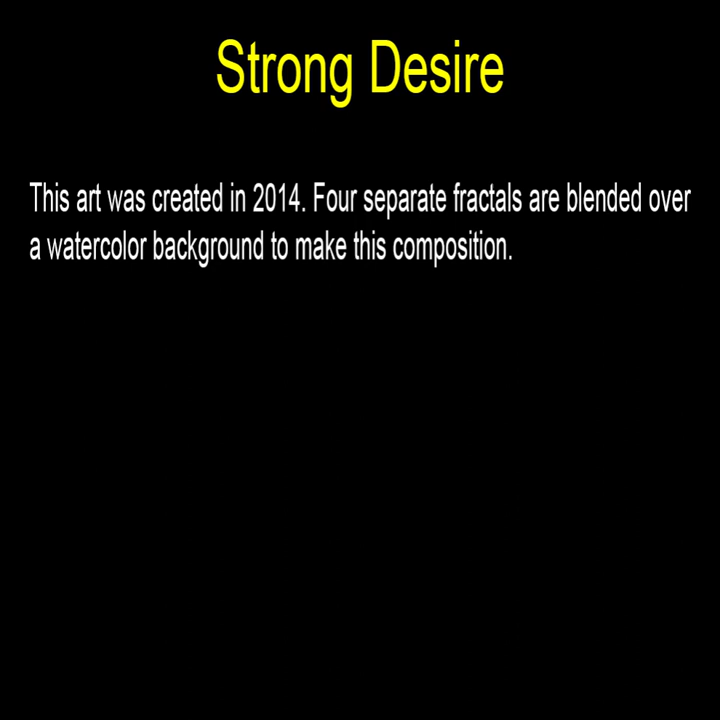 Strong Desire
This art was created in 2014. Four separate fractals are blended over
a watercolor background to make this composition.